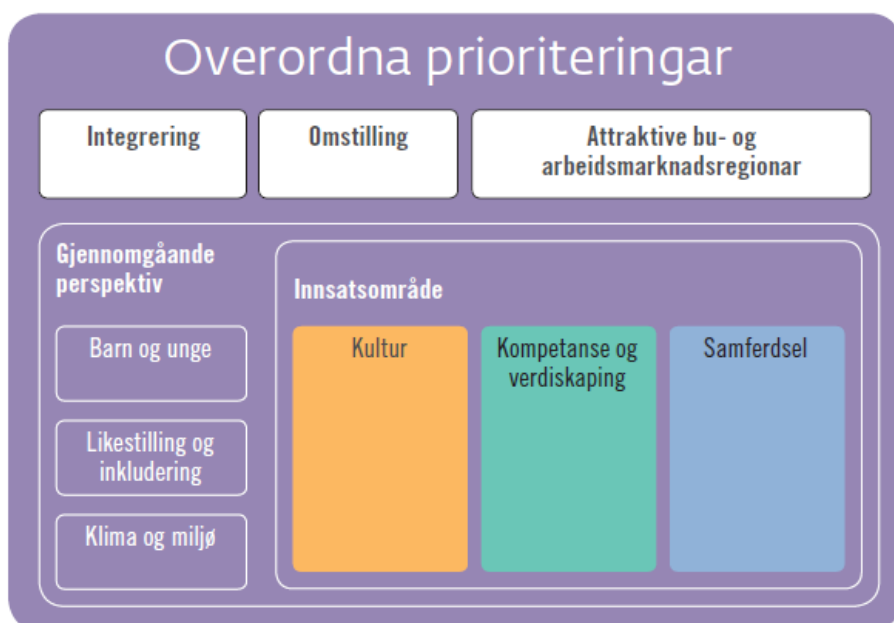 Overordna prioriteringar
Integrering
Omstilling
Attraktive bu- og
arbeidsmarknadsregionar
Gjennomgåande
perspektiv
Barn og unge
Likestilling og
inkludering
Klima og miljø
Innsatsområde
Kultur
Kompetanse og
verdiskaping
Samferdsel